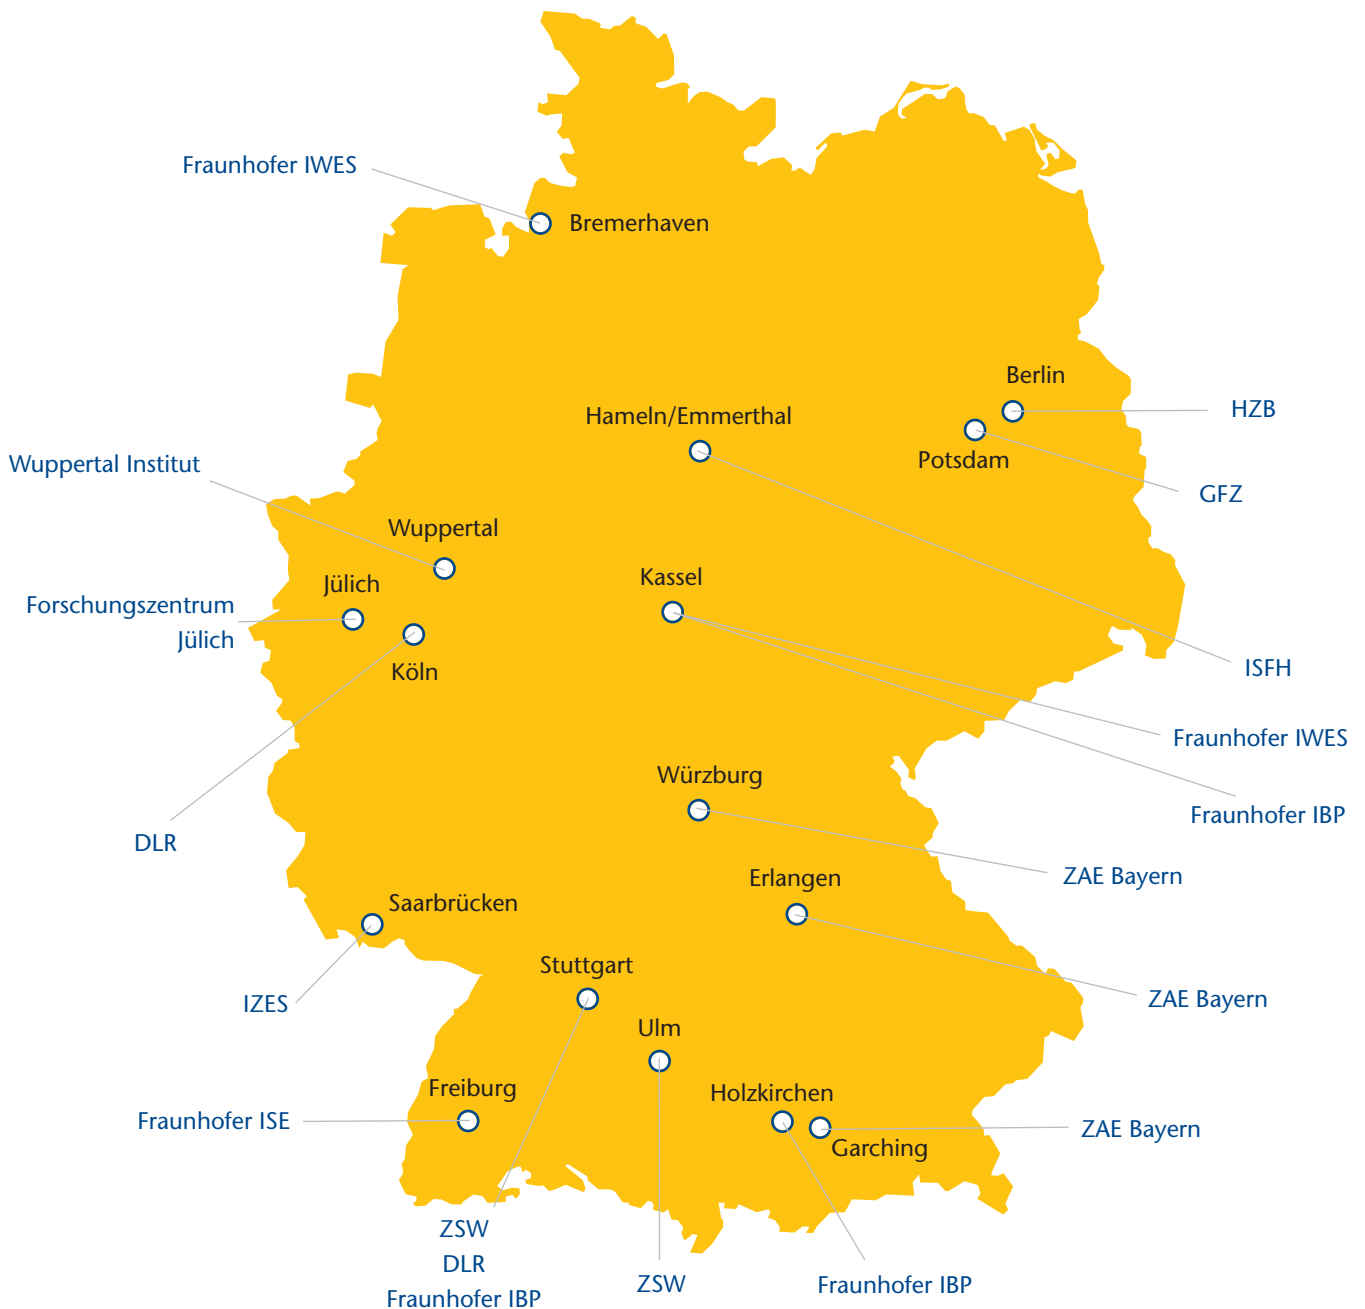 Fraunhofer IWES
Bremerhaven
Berlin
HZB
Hameln/Emmerthal
Potsdam
Wuppertal Institut
GFZ
Wuppertal
Kassel
Jülich
Forschungszentrum
Jülich
Köln
ISFH
Fraunhofer IWES
Würzburg
Fraunhofer IBP
DLR
ZAE Bayern
Erlangen
Saarbrücken
Stuttgart
IZES
ZAE Bayern
Ulm
Freiburg
Holzkirchen
Fraunhofer ISE
ZAE Bayern
Garching
ZSW
DLR
Fraunhofer IBP
ZSW
Fraunhofer IBP